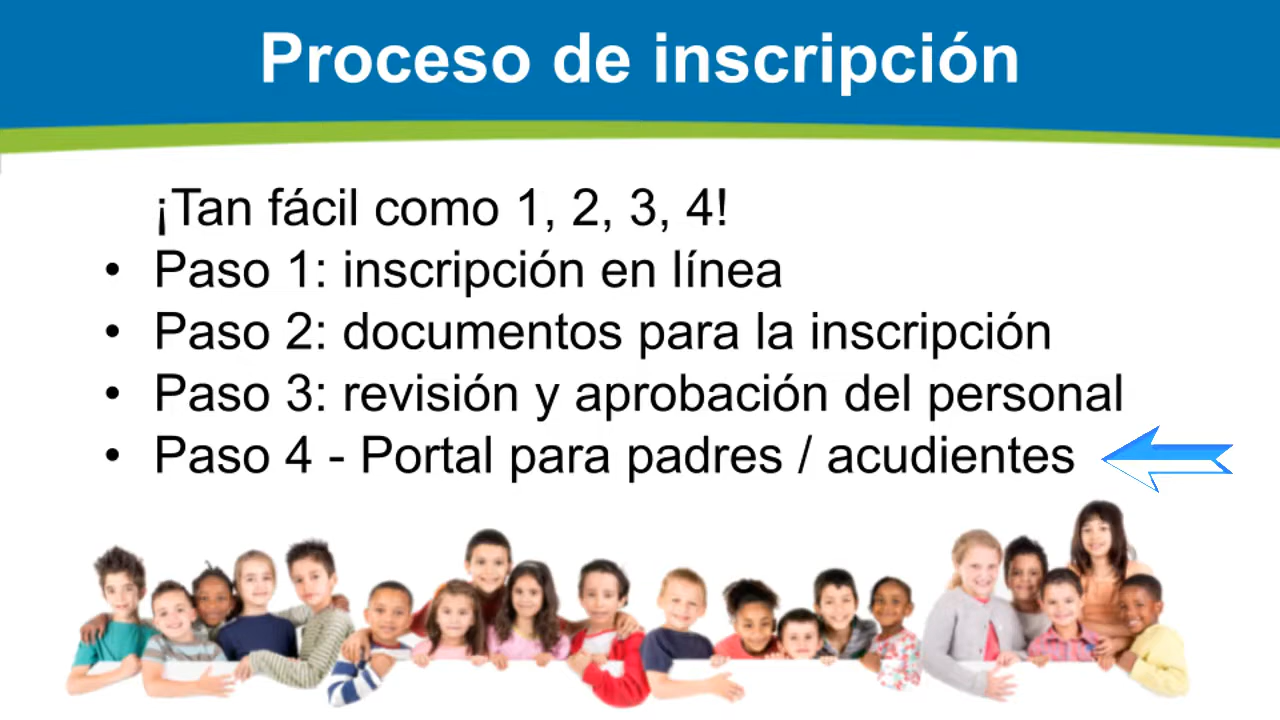 Proceso de inscripción
¡Tan fácil como 1, 2, 3, 4!
• Paso 1: inscripción en línea
• Paso 2: documentos para la inscripción
• Paso 3: revisión y aprobación del personal
• Paso 4 - Portal para padres / acudientes